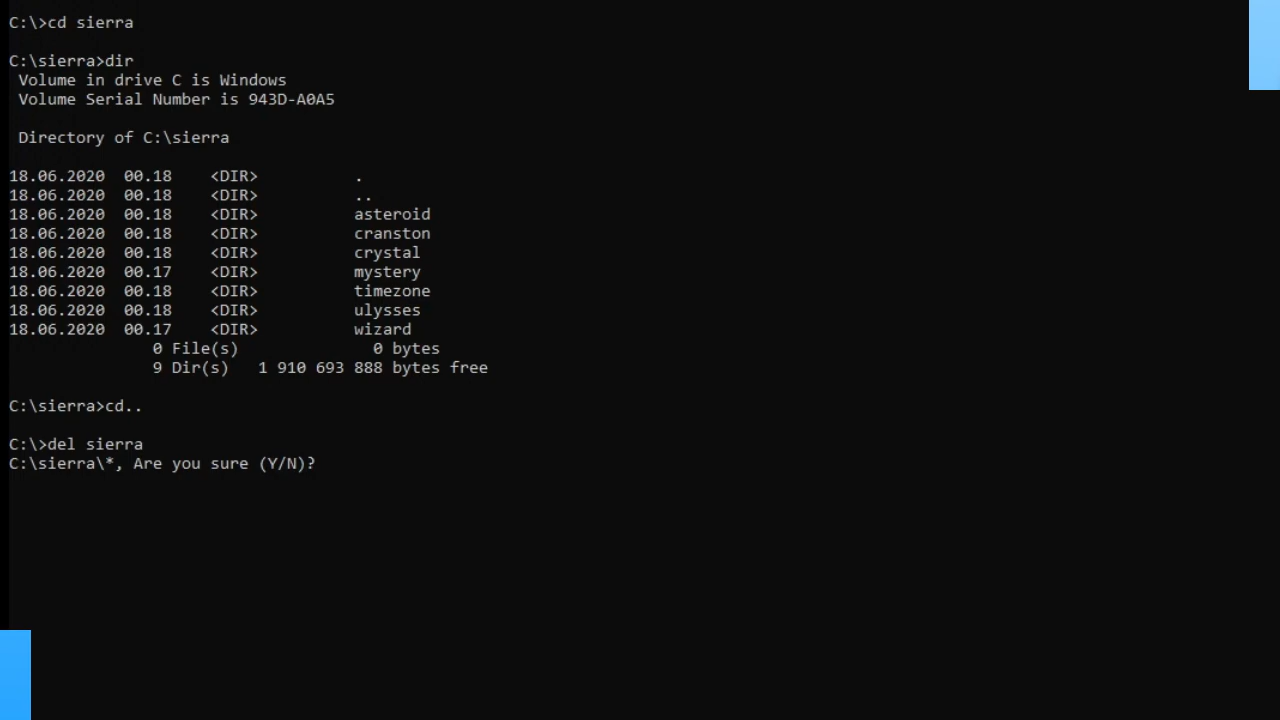 C:\>cd sierra
C:\sierra>dir
Volume in drive C is Windows
Volume Serial Number is 943D-A0A5
Directory of C:\sierra
18.06.2020  00.18    <DIR>          .
18.06.2020  00.18    <DIR>          ..
18.06.2020  00.18    <DIR>          asteroid
18.06.2020  00.18    <DIR>          cranston
18.06.2020  00.18    <DIR>          crystal
18.06.2020  00.17    <DIR>          mystery
18.06.2020  00.18    <DIR>          timezone
18.06.2020  00.18    <DIR>          ulysses
18.06.2020  00.17    <DIR>          wizard
0 File(s)              0 bytes
9 Dir(s)   1 910 693 888 bytes free
C:\sierra>cd..
C:\>del sierra
C:\sierra\*, Are you sure (Y/N)?